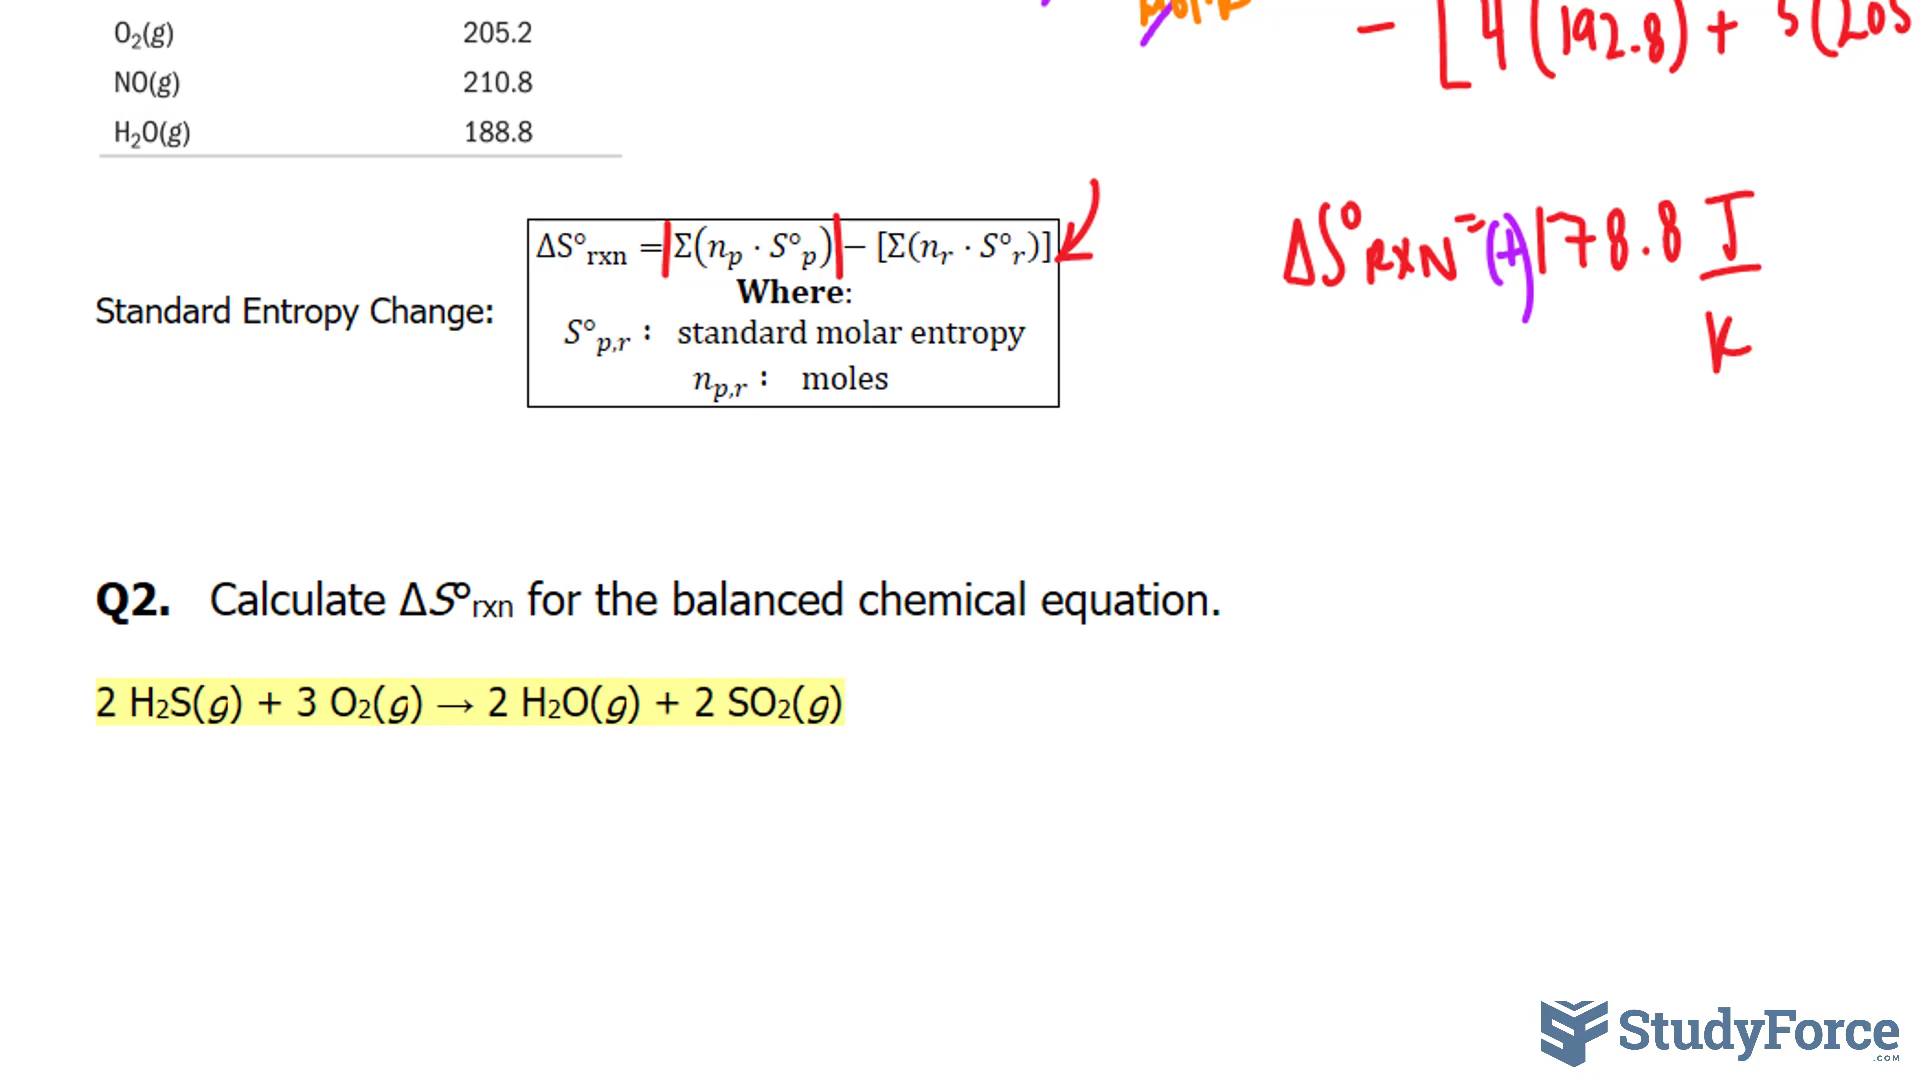 O₂(g) 205.2
- [4(192.8) + 5(205
NO(g) 210.8
H₂O(g) 188.8
ΔS°rxn = Σ(nₚ · S°ₚ) − [Σ(nᵣ · S°ᵣ)]
Where:
Standard Entropy Change:
S°p,r : standard molar entropy
np,r : moles
ΔS°RXN = (+)178.8 J/K
Q2. Calculate ΔS°rxn for the balanced chemical equation.
2 H₂S(g) + 3 O₂(g) → 2 H₂O(g) + 2 SO₂(g)
StudyForce
.COM